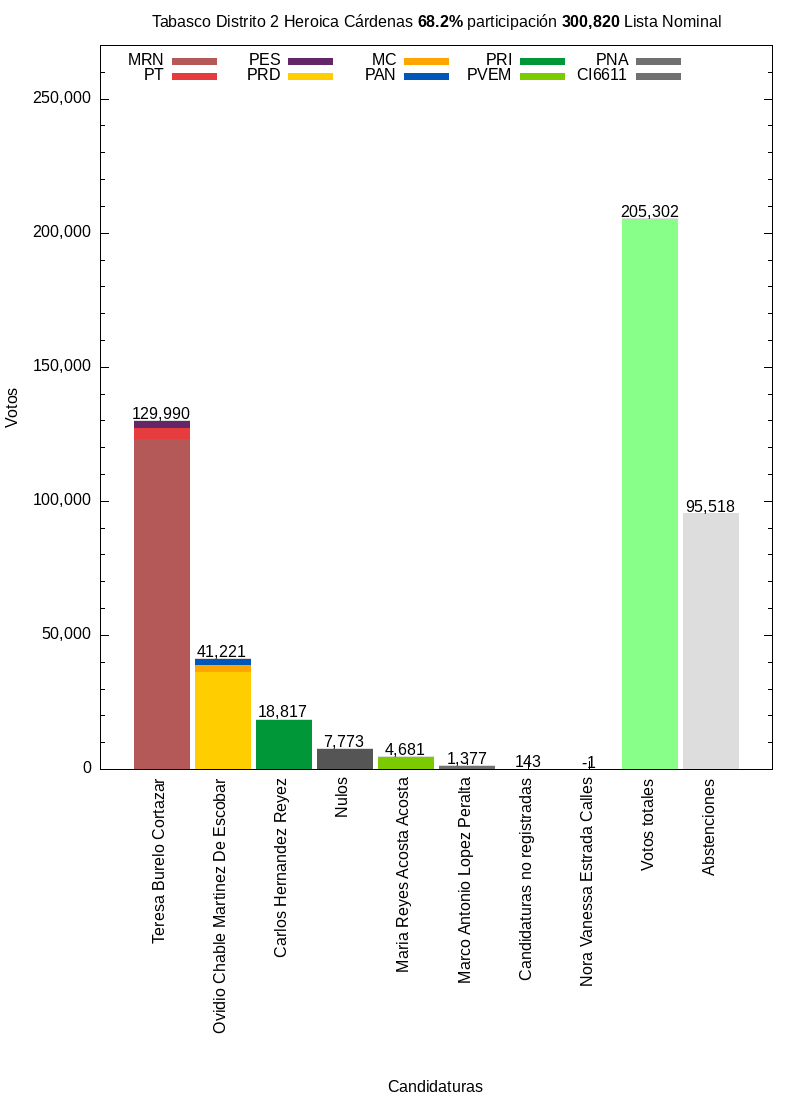 Tabasco Distrito 2 Heroica Cárdenas 68.2% participación 300,820 Lista Nominal
MRN PES MC PRI PNA
PT PRD PAN PVEM CI6611
250,000
200,000
150,000
100,000
50,000
0
Votos
129,990
41,221
18,817
7,773
4,681
1,377
143
-1
205,302
95,518
Teresa Burelo Cortazar
Ovidio Chable Martinez De Escobar
Carlos Hernandez Reyez
Nulos
Maria Reyes Acosta Acosta
Marco Antonio Lopez Peralta
Candidaturas no registradas
Nora Vanessa Estrada Calles
Votos totales
Abstenciones
Candidaturas